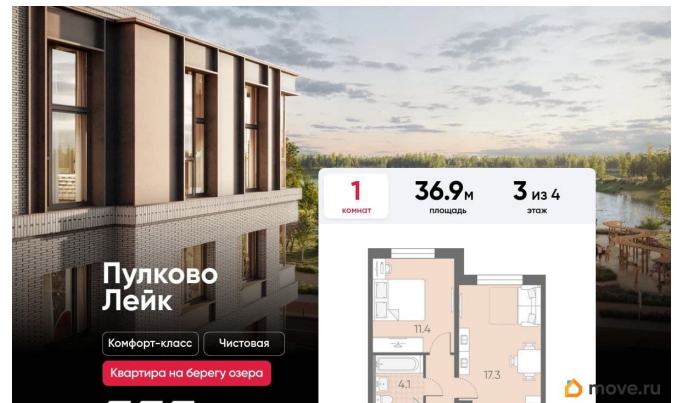 1
комнат
36.9м
площадь
3 из 4
этаж
Пулково
Лейк
Комфорт-класс
Чистовая
Квартира на берегу озера
11.4
4.1
17.3
move.ru